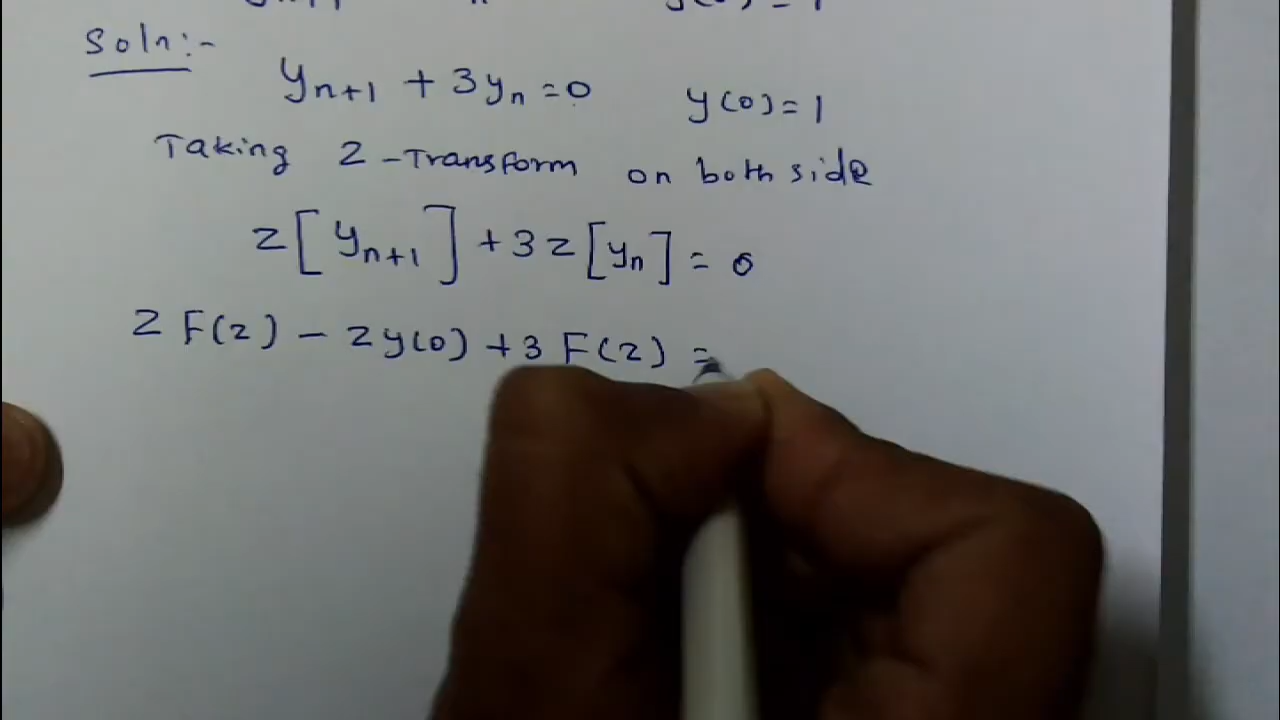 Soln:-
yn+1 + 3yn = 0 y(0) = 1
Taking Z-Transform on both side
Z[yn+1] + 3Z[yn] = 0
Z F(Z) - Z y(0) + 3 F(Z) =